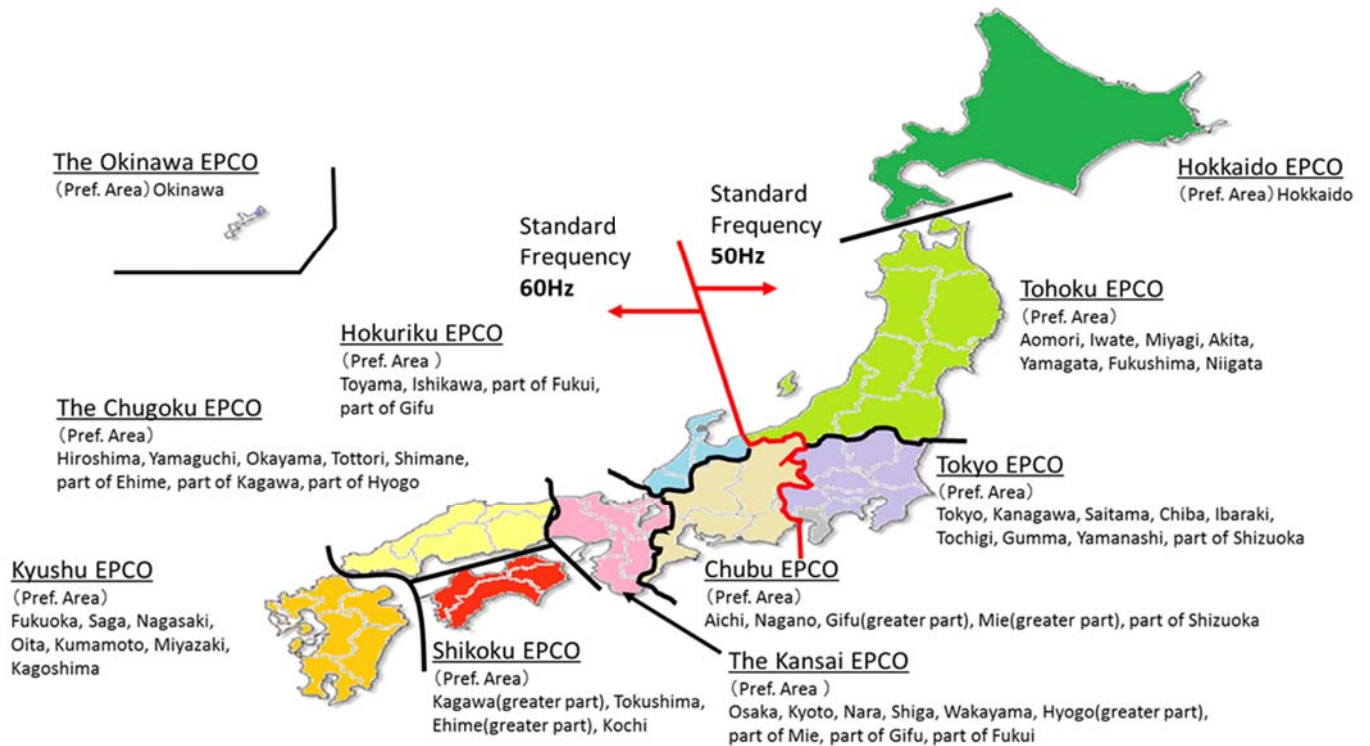 The Okinawa EPCO
(Pref. Area)Okinawa
Hokkaido EPCO
(Pref. Area)Hokkaido
Standard
Frequency
60Hz
Standard
Frequency
50Hz
Tohoku EPCO
(Pref. Area)
Aomori, Iwate, Miyagi, Akita,
Yamagata, Fukushima, Niigata
Hokuriku EPCO
(Pref. Area )
Toyama, Ishikawa, part of Fukui,
part of Gifu
The Chugoku EPCO
(Pref. Area)
Hiroshima, Yamaguchi, Okayama, Tottori, Shimane,
part of Ehime, part of Kagawa, part of Hyogo
Tokyo EPCO
(Pref. Area)
Tokyo, Kanagawa, Saitama, Chiba, Ibaraki,
Tochigi, Gumma, Yamanashi, part of Shizuoka
Kyushu EPCO
(Pref. Area)
Fukuoka, Saga, Nagasaki,
Oita, Kumamoto, Miyazaki,
Kagoshima
Chubu EPCO
(Pref. Area)
Aichi, Nagano, Gifu(greater part), Mie(greater part), part of Shizuoka
Shikoku EPCO
(Pref. Area)
Kagawa(greater part), Tokushima,
Ehime(greater part), Kochi
The Kansai EPCO
(Pref. Area )
Osaka, Kyoto, Nara, Shiga, Wakayama, Hyogo(greater part),
part of Mie, part of Gifu, part of Fukui